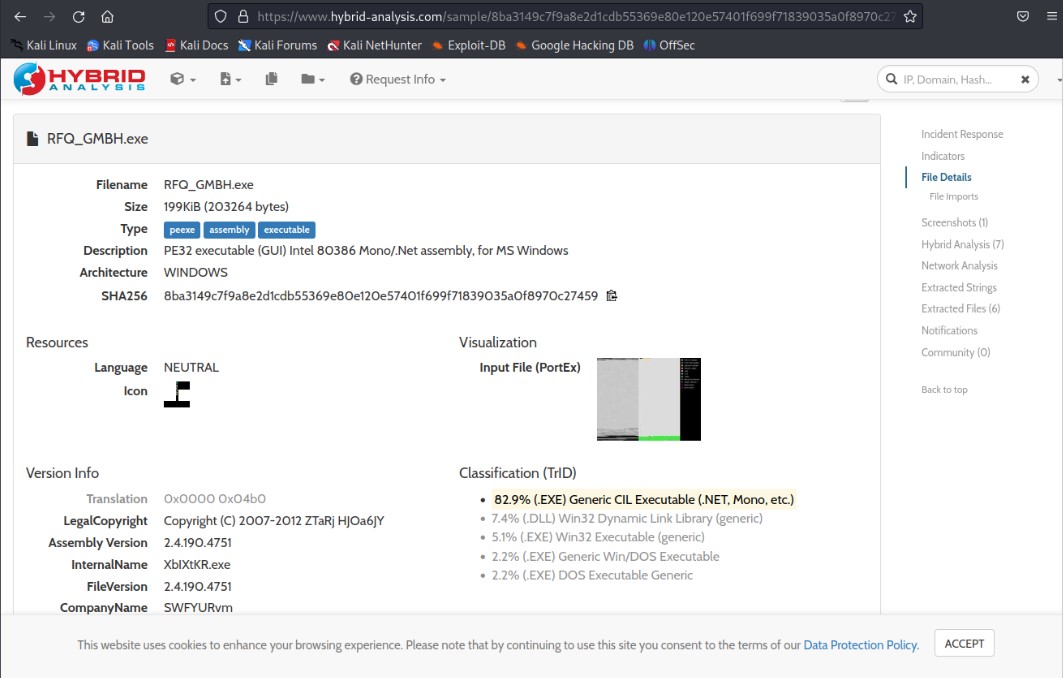 https://www.hybrid-analysis.com/sample/8ba3149c7f9a8e2d1cdb55369e80e120e57401f699f71839035a0f8970c27
Kali Linux Kali Tools Kali Docs Kali Forums Kali NetHunter Exploit-DB Google Hacking DB OffSec
HYBRID
ANALYSIS
Request Info
IP, Domain, Hash...
RFQ_GMBH.exe
Filename RFQ_GMBH.exe
Size 199KiB (203264 bytes)
Type peexe assembly executable
Description PE32 executable (GUI) Intel 80386 Mono/.Net assembly, for MS Windows
Architecture WINDOWS
SHA256 8ba3149c7f9a8e2d1cdb55369e80e120e57401f699f71839035a0f8970c27459
Resources
Language NEUTRAL
Icon
Visualization
Input File (PortEx)
Version Info
Translation 0x0000 0x04b0
LegalCopyright Copyright (C) 2007-2012 ZTaRj HJOa6JY
Assembly Version 2.4.190.4751
InternalName XbIXtKR.exe
FileVersion 2.4.190.4751
CompanyName SWFYURvm
Classification (TrID)
82.9% (.EXE) Generic CIL Executable (.NET, Mono, etc.)
7.4% (.DLL) Win32 Dynamic Link Library (generic)
5.1% (.EXE) Win32 Executable (generic)
2.2% (.EXE) Generic Win/DOS Executable
2.2% (.EXE) DOS Executable Generic
Incident Response
Indicators
File Details
File Imports
Screenshots (1)
Hybrid Analysis (7)
Network Analysis
Extracted Strings
Extracted Files (6)
Notifications
Community (0)
Back to top
This website uses cookies to enhance your browsing experience. Please note that by continuing to use this site you consent to the terms of our Data Protection Policy.
ACCEPT